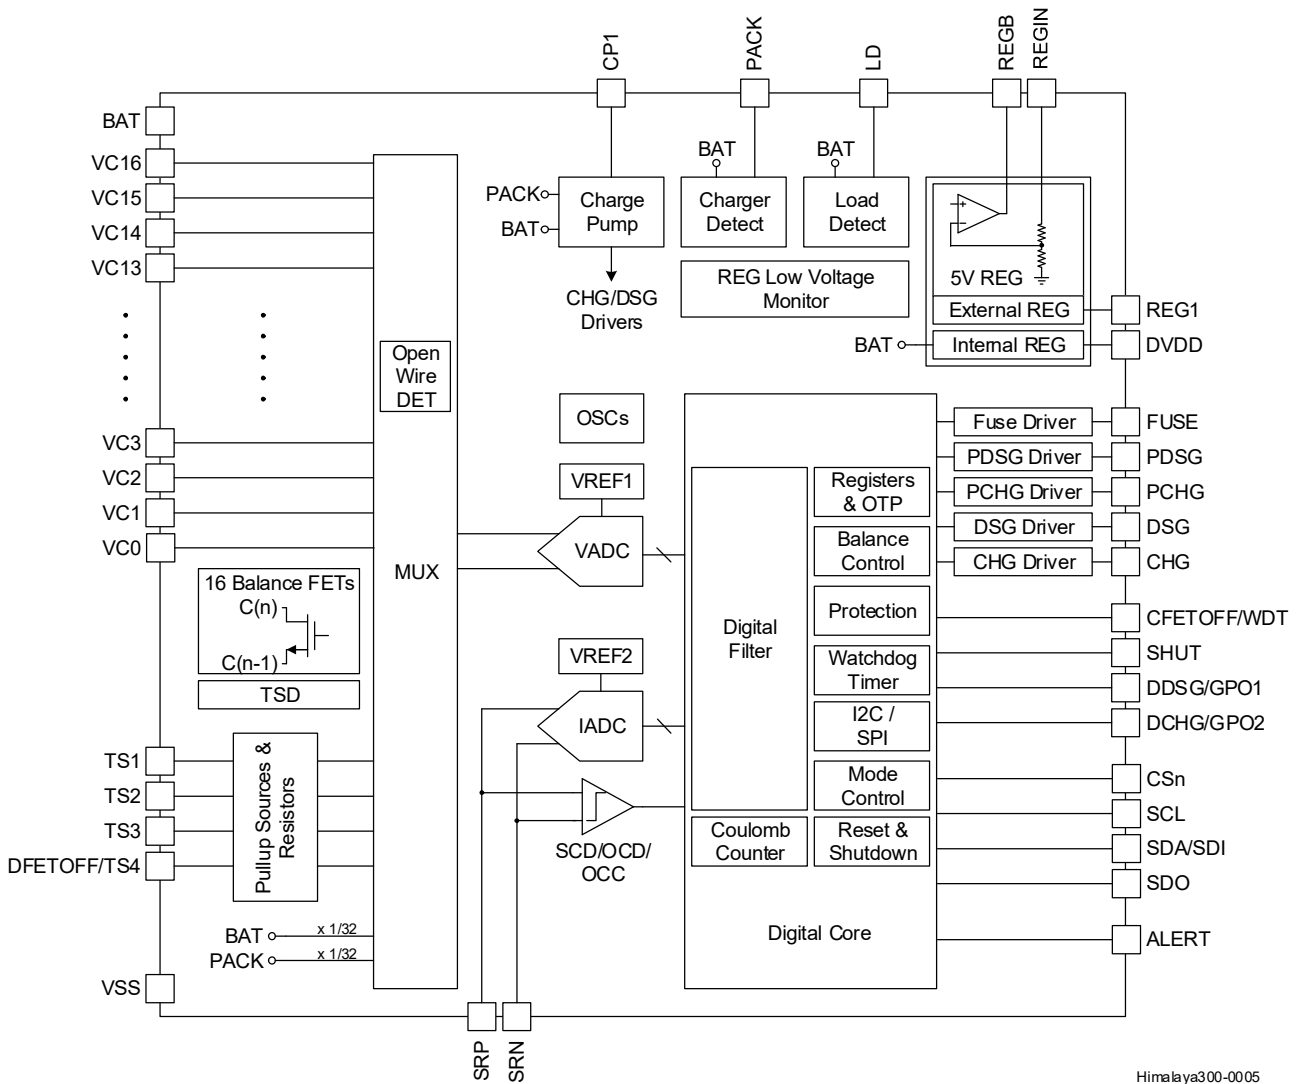 CP1
PACK
LD
REGB
REGIN
BAT
VC16
VC15
VC14
VC13
VC3
VC2
VC1
VC0
TS1
TS2
TS3
DFETOFF/TS4
VSS
16 Balance FETs
C(n)
C(n-1)
TSD
Pullup Sources &
Resistors
BAT
x 1/32
PACK
x 1/32
Open
Wire
DET
MUX
PACK
BAT
Charge
Pump
CHG/DSG
Drivers
BAT
Charger
Detect
BAT
Load
Detect
REG Low Voltage
Monitor
+
-
5V REG
External REG
BAT
Internal REG
OSCs
VREF1
VADC
VREF2
IADC
SCD/OCD/
OCC
Digital
Filter
Registers
& OTP
Balance
Control
Protection
Watchdog
Timer
I2C /
SPI
Mode
Control
Coulomb
Counter
Reset &
Shutdown
Digital Core
Fuse Driver
PDSG Driver
PCHG Driver
DSG Driver
CHG Driver
REG1
DVDD
FUSE
PDSG
PCHG
DSG
CHG
CFETOFF/WDT
SHUT
DDSG/GPO1
DCHG/GPO2
CSn
SCL
SDA/SDI
SDO
ALERT
SRP
SRN
Himalaya300-0005